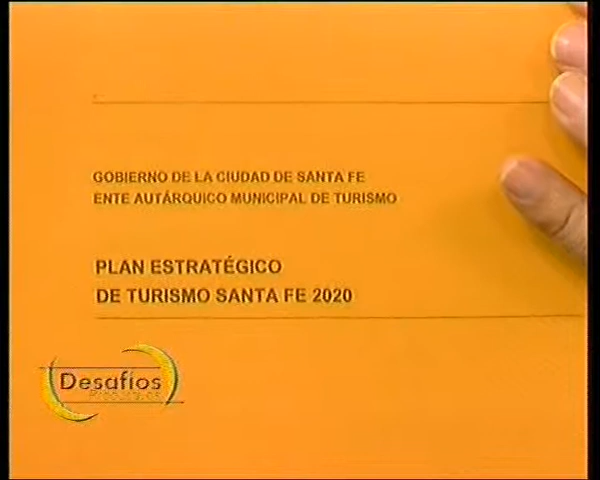 GOBIERNO DE LA CIUDAD DE SANTA FE
ENTE AUTÁRQUICO MUNICIPAL DE TURISMO
PLAN ESTRATÉGICO
DE TURISMO SANTA FE 2020
Desafíos